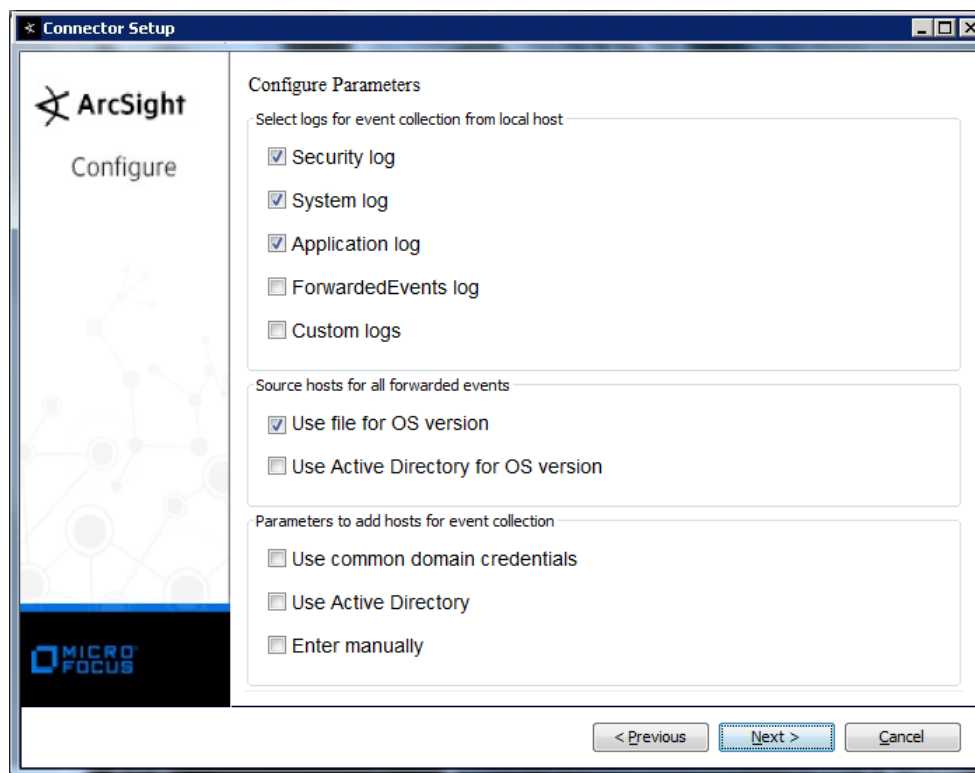 Connector Setup
ArcSight
Configure
Configure Parameters
Select logs for event collection from local host
Security log
System log
Application log
ForwardedEvents log
Custom logs
Source hosts for all forwarded events
Use file for OS version
Use Active Directory for OS version
Parameters to add hosts for event collection
Use common domain credentials
Use Active Directory
Enter manually
MICRO
FOCUS
< Previous
Next >
Cancel